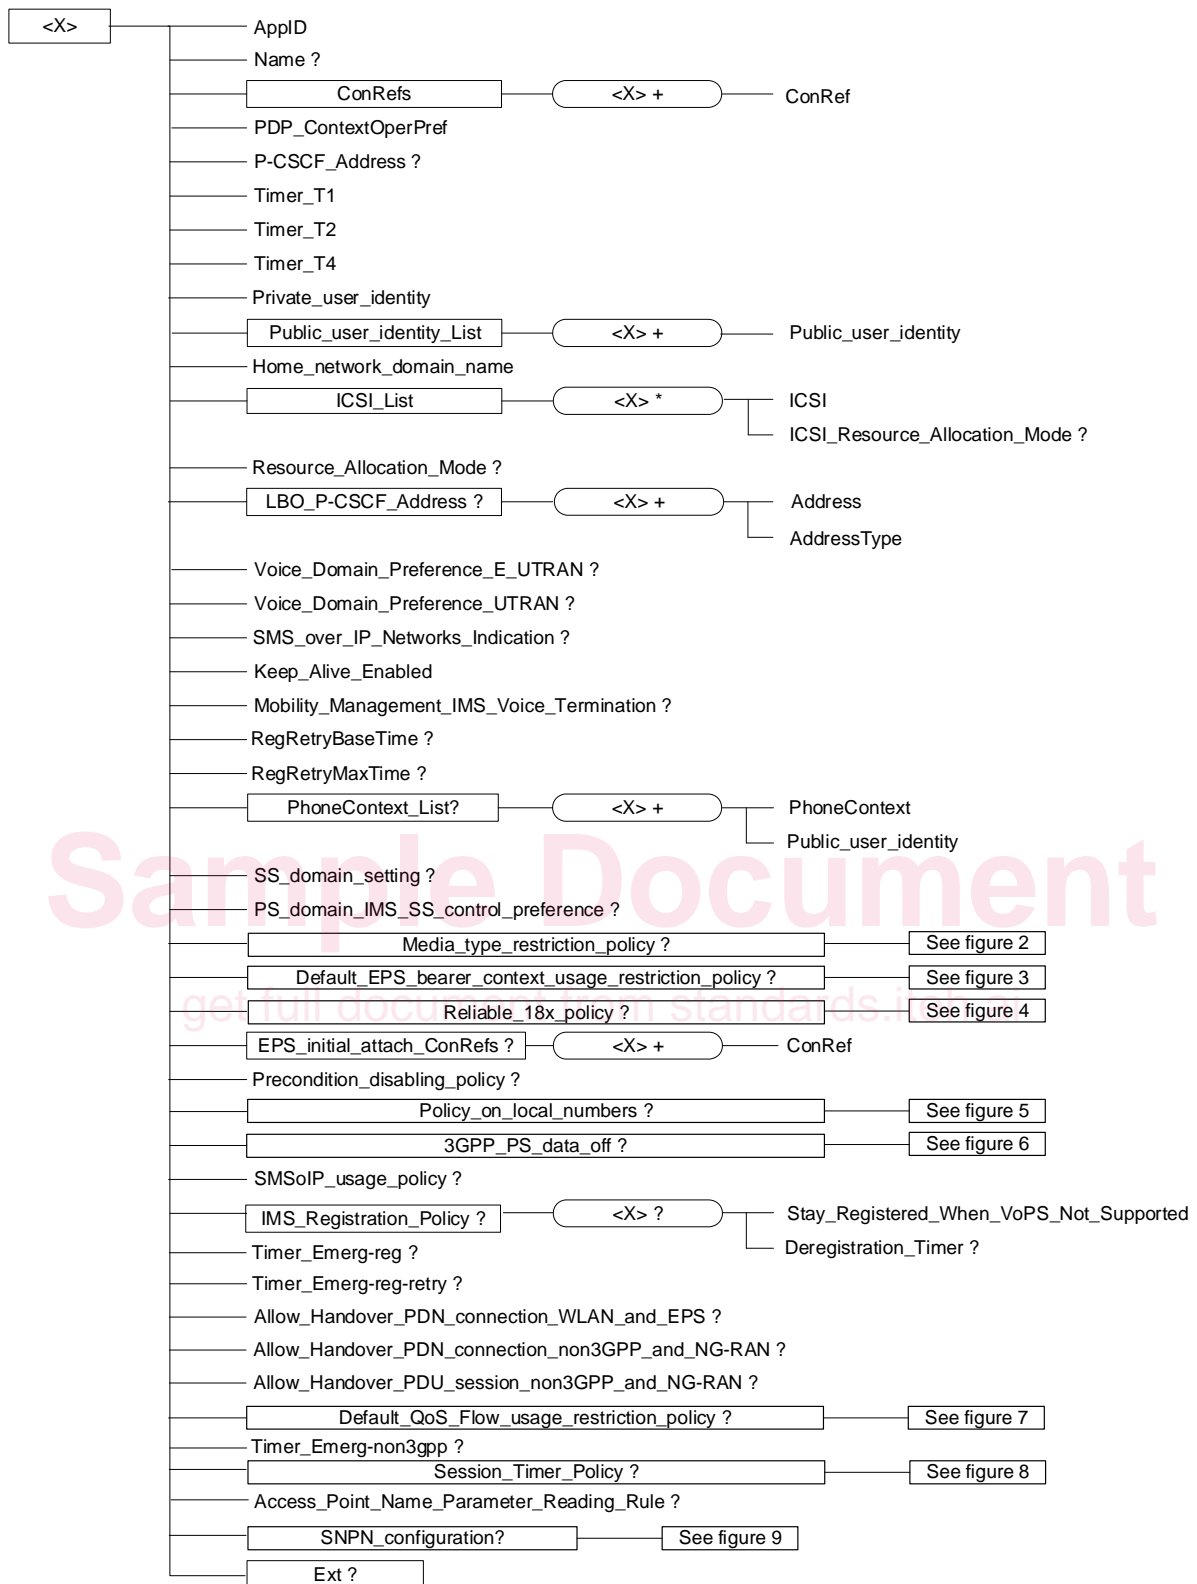 <X> AppID
Name ?
ConRefs <X> + ConRef
PDP_ContextOperPref
P-CSCF_Address ?
Timer_T1
Timer_T2
Timer_T4
Private_user_identity
Public_user_identity_List <X> + Public_user_identity
Home_network_domain_name
ICSI_List <X> * ICSI
ICSI_Resource_Allocation_Mode ?
Resource_Allocation_Mode ?
LBO_P-CSCF_Address ? <X> + Address
AddressType
Voice_Domain_Preference_E_UTRAN ?
Voice_Domain_Preference_UTRAN ?
SMS_over_IP_Networks_Indication ?
Keep_Alive_Enabled
Mobility_Management_IMS_Voice_Termination ?
RegRetryBaseTime ?
RegRetryMaxTime ?
PhoneContext_List? <X> + PhoneContext
Public_user_identity
Sample Document
SS_domain_setting ?
PS_domain_IMS_SS_control_preference ?
Media_type_restriction_policy ? See figure 2
Default_EPS_bearer_context_usage_restriction_policy ? See figure 3
get full document from standards.iteh.ai
Reliable_18x_policy ? See figure 4
EPS_initial_attach_ConRefs ? <X> + ConRef
Precondition_disabling_policy ?
Policy_on_local_numbers ? See figure 5
3GPP_PS_data_off ? See figure 6
SMSoIP_usage_policy ?
IMS_Registration_Policy ? <X> ? Stay_Registered_When_VoPS_Not_Supported
Deregistration_Timer ?
Timer_Emerg-reg ?
Timer_Emerg-reg-retry ?
Allow_Handover_PDN_connection_WLAN_and_EPS ?
Allow_Handover_PDN_connection_non3GPP_and_NG-RAN ?
Allow_Handover_PDU_session_non3GPP_and_NG-RAN ?
Default_QoS_Flow_usage_restriction_policy ? See figure 7
Timer_Emerg-non3gpp ?
Session_Timer_Policy ? See figure 8
Access_Point_Name_Parameter_Reading_Rule ?
SNPN_configuration? See figure 9
Ext ?